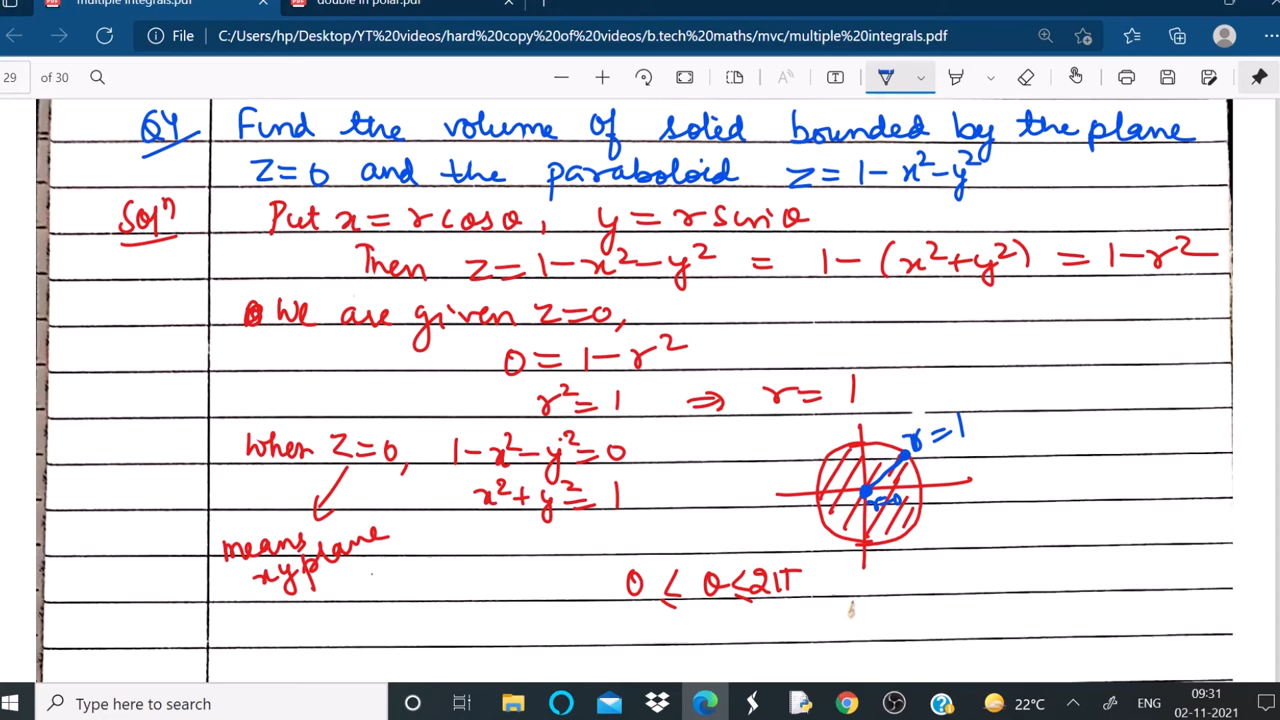 multiple integrals.pdf
double in polar.pdf
File C:/Users/hp/Desktop/YT%20videos/hard%20copy%20of%20videos/b.tech%20maths/mvc/multiple%20integrals.pdf
29 of 30
Q4 Find the volume of solid bounded by the plane
z=0 and the paraboloid z=1-x²-y²
Solⁿ Put x=rcosθ, y=rsinθ
Then z=1-x²-y² = 1-(x²+y²) = 1-r²
We are given z=0,
0=1-r²
r²=1 ⇒ r=1
r=1
When z=0, 1-x²-y²=0
x²+y²=1
r=0
means
xy plane
0≤θ≤2π
Type here to search
22°C
ENG
09:31
02-11-2021